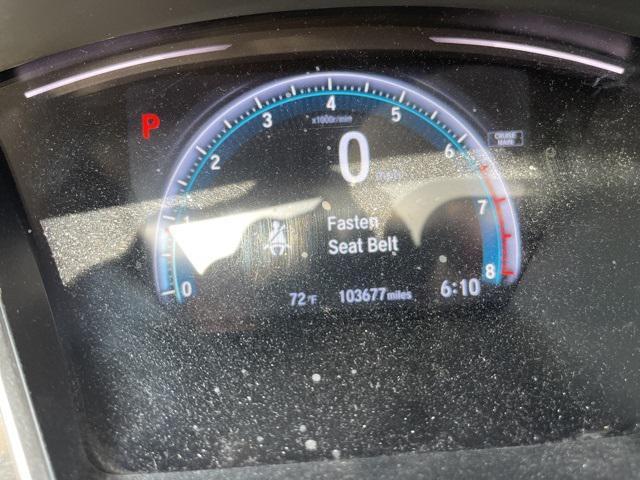 4
3
5
x1000r/min
P
2
0
6
CRUISE
MAIN
mph
1
7
Fasten
Seat Belt
0
8
72°F
103677 miles
6:10